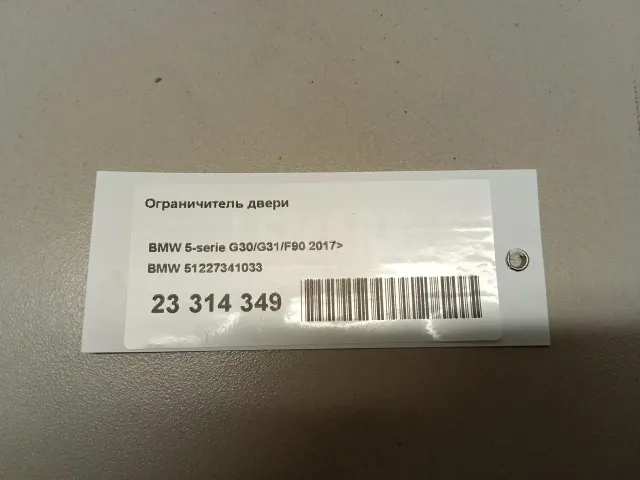 Ограничитель двери
BMW 5-serie G30/G31/F90 2017>
BMW 51227341033
23 314 349